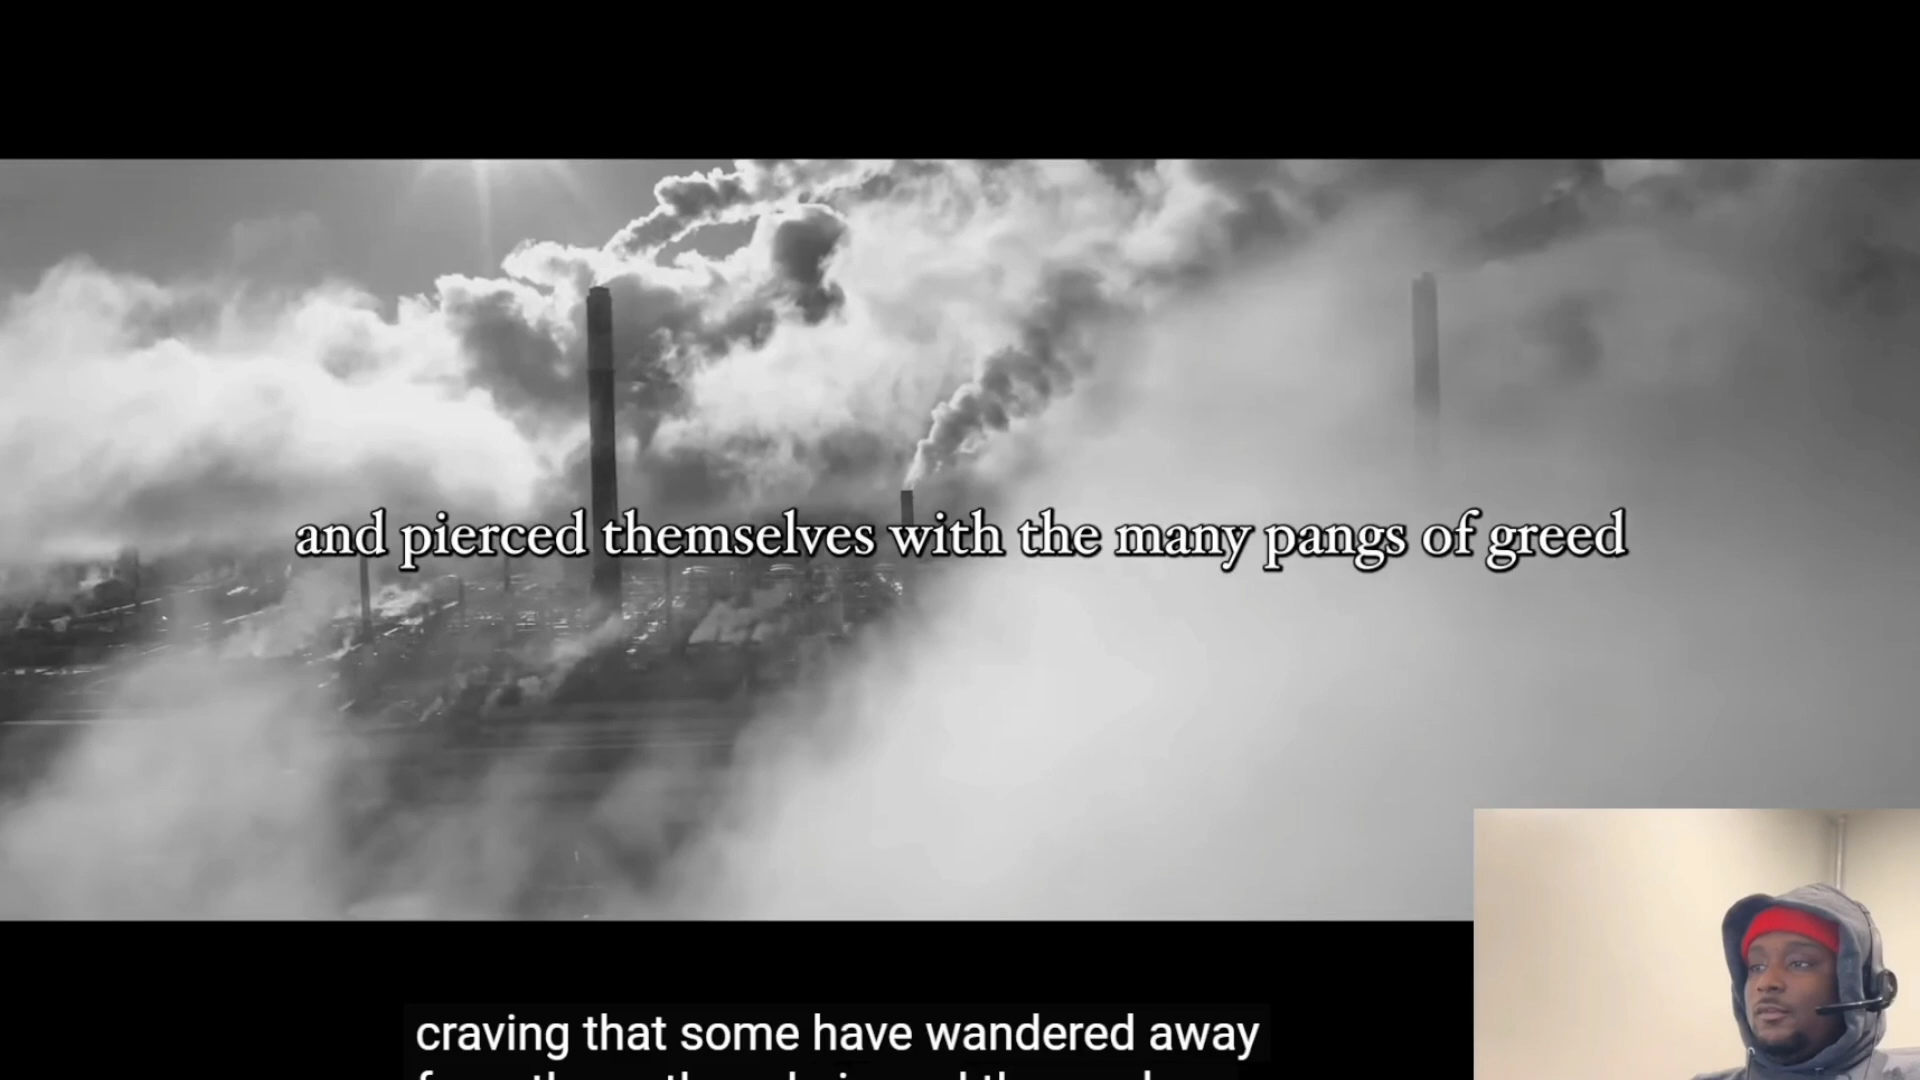 and pierced themselves with the many pangs of greed
craving that some have wandered away